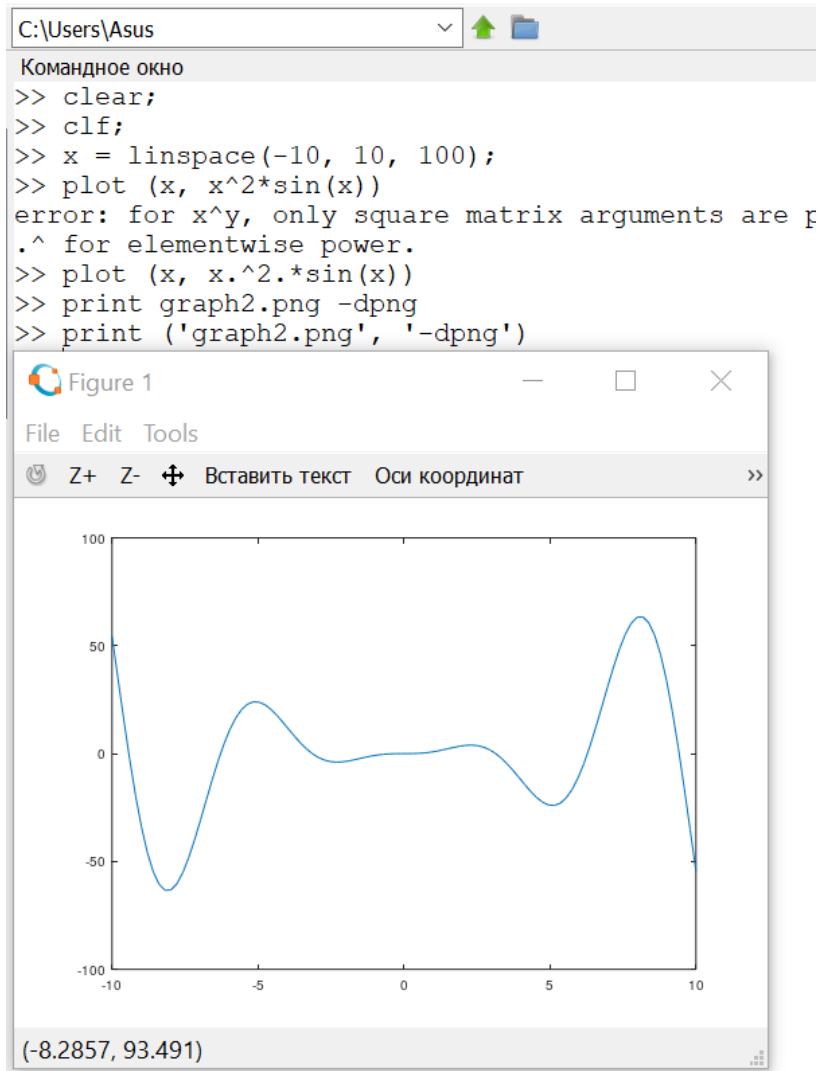 C:\Users\Asus
Командное окно
>> clear;
>> clf;
>> x = linspace(-10, 10, 100);
>> plot (x, x^2*sin(x))
error: for x^y, only square matrix arguments are p
.^ for elementwise power.
>> plot (x, x.^2.*sin(x))
>> print graph2.png -dpng
>> print ('graph2.png', '-dpng')
Figure 1
File Edit Tools
Z+ Z- Вставить текст Оси координат »
100
50
0
-50
-100
-10 -5 0 5 10
(-8.2857, 93.491)